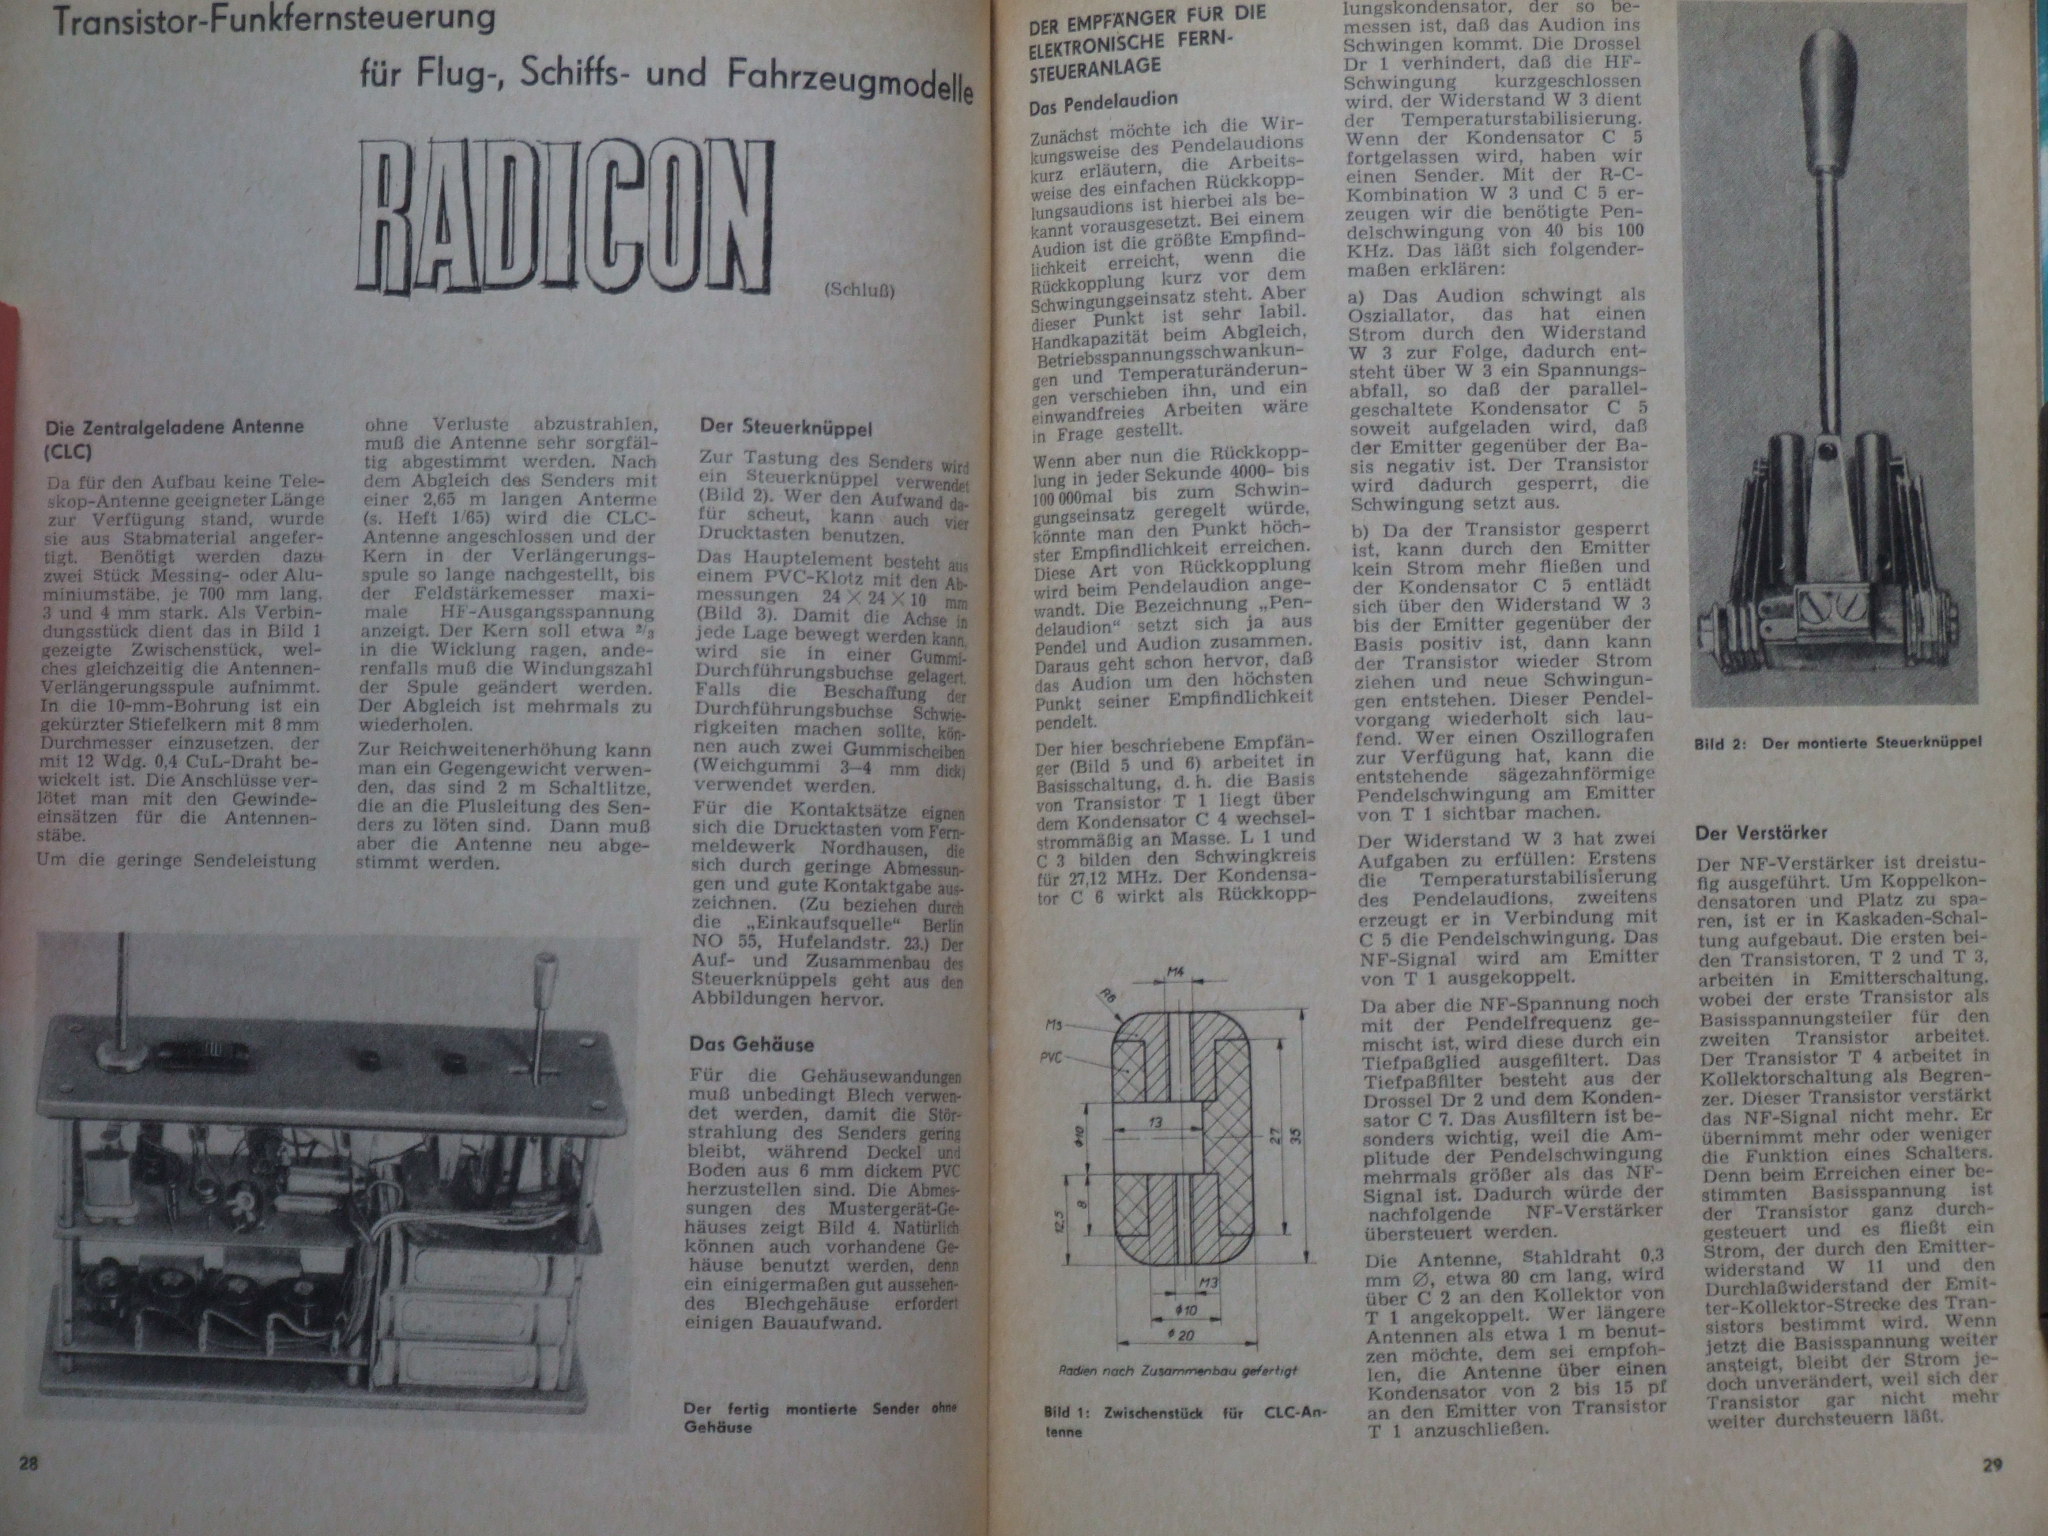 Transistor-Funkfernsteuerung
für Flug-, Schiffs- und Fahrzeugmodelle
RADICON
(Schluß)
Die Zentralgeladene Antenne
(CLC)
Da für den Aufbau keine Tele-
skop-Antenne geeigneter Länge
zur Verfügung stand, wurde
sie aus Stabmaterial angefer-
tigt. Benötigt werden dazu
zwei Stück Messing- oder Alu-
miniumstäbe, je 700 mm lang,
3 und 4 mm stark. Als Verbin-
dungsstück dient das in Bild 1
gezeigte Zwischenstück, wel-
ches gleichzeitig die Antennen-
Verlängerungsspule aufnimmt.
In die 10-mm-Bohrung ist ein
gekürzter Stiefelkern mit 8 mm
Durchmesser einzusetzen, der
mit 12 Wdg. 0,4 CuL-Draht be-
wickelt ist. Die Anschlüsse ver-
lötet man mit den Gewinde-
einsätzen für die Antennen-
stäbe.
Um die geringe Sendeleistung
ohne Verluste abzustrahlen,
muß die Antenne sehr sorgfäl-
tig abgestimmt werden. Nach
dem Abgleich des Senders mit
einer 2,65 m langen Antenne
(s. Heft 1/65) wird die CLC-
Antenne angeschlossen und der
Kern in der Verlängerungs-
spule so lange nachgestellt, bis
der Feldstärkemesser maxi-
male HF-Ausgangsspannung
anzeigt. Der Kern soll etwa ²/₃
in die Wicklung ragen, ande-
renfalls muß die Windungszahl
der Spule geändert werden.
Der Abgleich ist mehrmals zu
wiederholen.
Zur Reichweitenerhöhung kann
man ein Gegengewicht verwen-
den, das sind 2 m Schaltlitze,
die an die Plusleitung des Sen-
ders zu löten sind. Dann muß
aber die Antenne neu abge-
stimmt werden.
Der Steuerknüppel
Zur Tastung des Senders wird
ein Steuerknüppel verwendet
(Bild 2). Wer den Aufwand da-
für scheut, kann auch vier
Drucktasten benutzen.
Das Hauptelement besteht aus
einem PVC-Klotz mit den Ab-
messungen 24 × 24 × 10 mm
(Bild 3). Damit die Achse in
jede Lage bewegt werden kann,
wird sie in einer Gummi-
Durchführungsbuchse gelagert.
Falls die Beschaffung der
Durchführungsbuchse Schwie-
rigkeiten machen sollte, kön-
nen auch zwei Gummischeiben
(Weichgummi 3—4 mm dick)
verwendet werden.
Für die Kontaktsätze eignen
sich die Drucktasten vom Fern-
meldewerk Nordhausen, die
sich durch geringe Abmessun-
gen und gute Kontaktgabe aus-
zeichnen. (Zu beziehen durch
die „Einkaufsquelle“ Berlin
NO 55, Hufelandstr. 23.) Der
Auf- und Zusammenbau des
Steuerknüppels geht aus den
Abbildungen hervor.
Das Gehäuse
Für die Gehäusewandungen
muß unbedingt Blech verwen-
det werden, damit die Stör-
strahlung des Senders gering
bleibt, während Deckel und
Boden aus 6 mm dickem PVC
herzustellen sind. Die Abmes-
sungen des Mustergerät-Ge-
häuses zeigt Bild 4. Natürlich
können auch vorhandene Ge-
häuse benutzt werden, denn
ein einigermaßen gut aussehen-
des Blechgehäuse erfordert
einigen Bauaufwand.
Der fertig montierte Sender ohne
Gehäuse
28
DER EMPFÄNGER FÜR DIE
ELEKTRONISCHE FERN-
STEUERANLAGE
Das Pendelaudion
Zunächst möchte ich die Wir-
kungsweise des Pendelaudions
kurz erläutern, die Arbeits-
weise des einfachen Rückkopp-
lungsaudions ist hierbei als be-
kannt vorausgesetzt. Bei einem
Audion ist die größte Empfind-
lichkeit erreicht, wenn die
Rückkopplung kurz vor dem
Schwingungseinsatz steht. Aber
dieser Punkt ist sehr labil.
Handkapazität beim Abgleich,
Betriebsspannungsschwankun-
gen und Temperaturänderun-
gen verschieben ihn, und ein
einwandfreies Arbeiten wäre
in Frage gestellt.
Wenn aber nun die Rückkopp-
lung in jeder Sekunde 4000- bis
100 000mal bis zum Schwin-
gungseinsatz geregelt würde,
könnte man den Punkt höch-
ster Empfindlichkeit erreichen.
Diese Art von Rückkopplung
wird beim Pendelaudion ange-
wandt. Die Bezeichnung „Pen-
delaudion“ setzt sich ja aus
Pendel und Audion zusammen.
Daraus geht schon hervor, daß
das Audion um den höchsten
Punkt seiner Empfindlichkeit
pendelt.
Der hier beschriebene Empfän-
ger (Bild 5 und 6) arbeitet in
Basisschaltung, d. h. die Basis
von Transistor T 1 liegt über
dem Kondensator C 4 wechsel-
strommäßig an Masse. L 1 und
C 3 bilden den Schwingkreis
für 27,12 MHz. Der Kondensa-
tor C 6 wirkt als Rückkopp-
M4
R6
M3
PVC
13
⌀10
27
35
12,5
8
M3
⌀10
⌀20
Radien nach Zusammenbau gefertigt
Bild 1: Zwischenstück für CLC-An-
tenne
lungskondensator, der so be-
messen ist, daß das Audion ins
Schwingen kommt. Die Drossel
Dr 1 verhindert, daß die HF-
Schwingung kurzgeschlossen
wird, der Widerstand W 3 dient
der Temperaturstabilisierung.
Wenn der Kondensator C 5
fortgelassen wird, haben wir
einen Sender. Mit der R-C-
Kombination W 3 und C 5 er-
zeugen wir die benötigte Pen-
delschwingung von 40 bis 100
KHz. Das läßt sich folgender-
maßen erklären:
a) Das Audion schwingt als
Osziallator, das hat einen
Strom durch den Widerstand
W 3 zur Folge, dadurch ent-
steht über W 3 ein Spannungs-
abfall, so daß der parallel-
geschaltete Kondensator C 5
soweit aufgeladen wird, daß
der Emitter gegenüber der Ba-
sis negativ ist. Der Transistor
wird dadurch gesperrt, die
Schwingung setzt aus.
b) Da der Transistor gesperrt
ist, kann durch den Emitter
kein Strom mehr fließen und
der Kondensator C 5 entlädt
sich über den Widerstand W 3
bis der Emitter gegenüber der
Basis positiv ist, dann kann
der Transistor wieder Strom
ziehen und neue Schwingun-
gen entstehen. Dieser Pendel-
vorgang wiederholt sich lau-
fend. Wer einen Oszillografen
zur Verfügung hat, kann die
entstehende sägezahnförmige
Pendelschwingung am Emitter
von T 1 sichtbar machen.
Der Widerstand W 3 hat zwei
Aufgaben zu erfüllen: Erstens
die Temperaturstabilisierung
des Pendelaudions, zweitens
erzeugt er in Verbindung mit
C 5 die Pendelschwingung. Das
NF-Signal wird am Emitter
von T 1 ausgekoppelt.
Da aber die NF-Spannung noch
mit der Pendelfrequenz ge-
mischt ist, wird diese durch ein
Tiefpaßglied ausgefiltert. Das
Tiefpaßfilter besteht aus der
Drossel Dr 2 und dem Konden-
sator C 7. Das Ausfiltern ist be-
sonders wichtig, weil die Am-
plitude der Pendelschwingung
mehrmals größer als das NF-
Signal ist. Dadurch würde der
nachfolgende NF-Verstärker
übersteuert werden.
Die Antenne, Stahldraht 0,3
mm ∅, etwa 80 cm lang, wird
über C 2 an den Kollektor von
T 1 angekoppelt. Wer längere
Antennen als etwa 1 m benut-
zen möchte, dem sei empfoh-
len, die Antenne über einen
Kondensator von 2 bis 15 pf
an den Emitter von Transistor
T 1 anzuschließen.
Bild 2: Der montierte Steuerknüppel
Der Verstärker
Der NF-Verstärker ist dreistu-
fig ausgeführt. Um Koppelkon-
densatoren und Platz zu spa-
ren, ist er in Kaskaden-Schal-
tung aufgebaut. Die ersten bei-
den Transistoren, T 2 und T 3,
arbeiten in Emitterschaltung,
wobei der erste Transistor als
Basisspannungsteiler für den
zweiten Transistor arbeitet.
Der Transistor T 4 arbeitet in
Kollektorschaltung als Begren-
zer. Dieser Transistor verstärkt
das NF-Signal nicht mehr. Er
übernimmt mehr oder weniger
die Funktion eines Schalters.
Denn beim Erreichen einer be-
stimmten Basisspannung ist
der Transistor ganz durch-
gesteuert und es fließt ein
Strom, der durch den Emitter-
widerstand W 11 und den
Durchlaßwiderstand der Emit-
ter-Kollektor-Strecke des Tran-
sistors bestimmt wird. Wenn
jetzt die Basisspannung weiter
ansteigt, bleibt der Strom je-
doch unverändert, weil sich der
Transistor gar nicht mehr
weiter durchsteuern läßt.
29